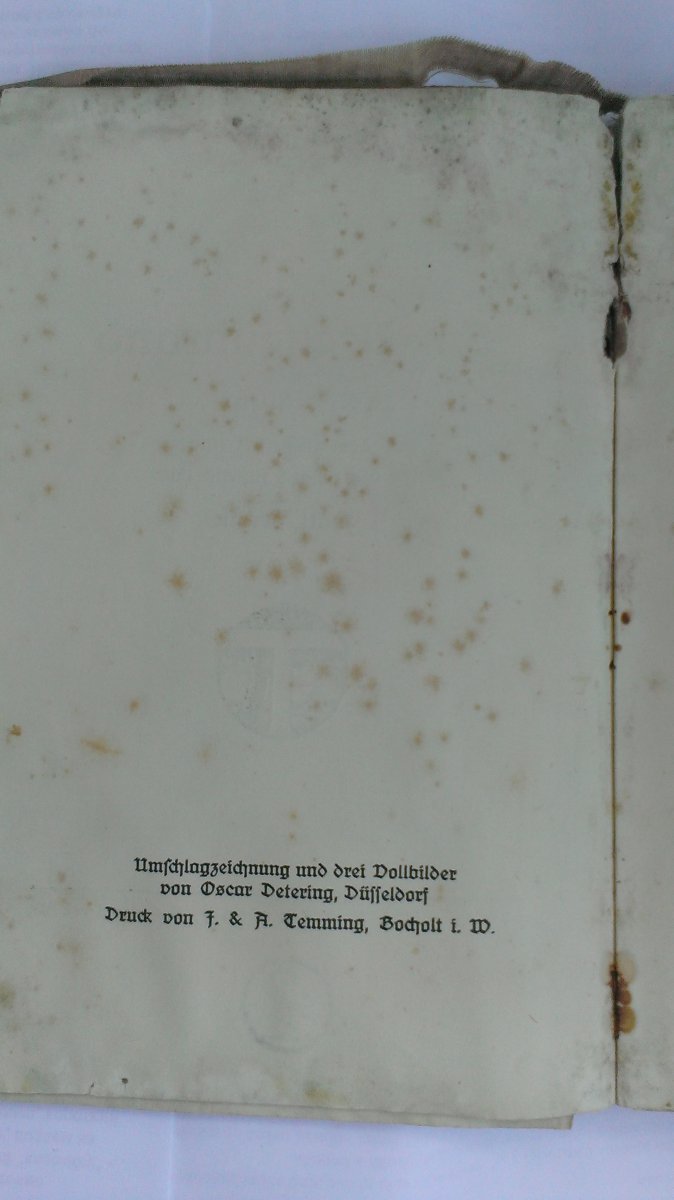 Umschlagzeichnung und drei Vollbilder
von Oscar Detering, Düsseldorf
Druck von J. & A. Temming, Bocholt i. W.